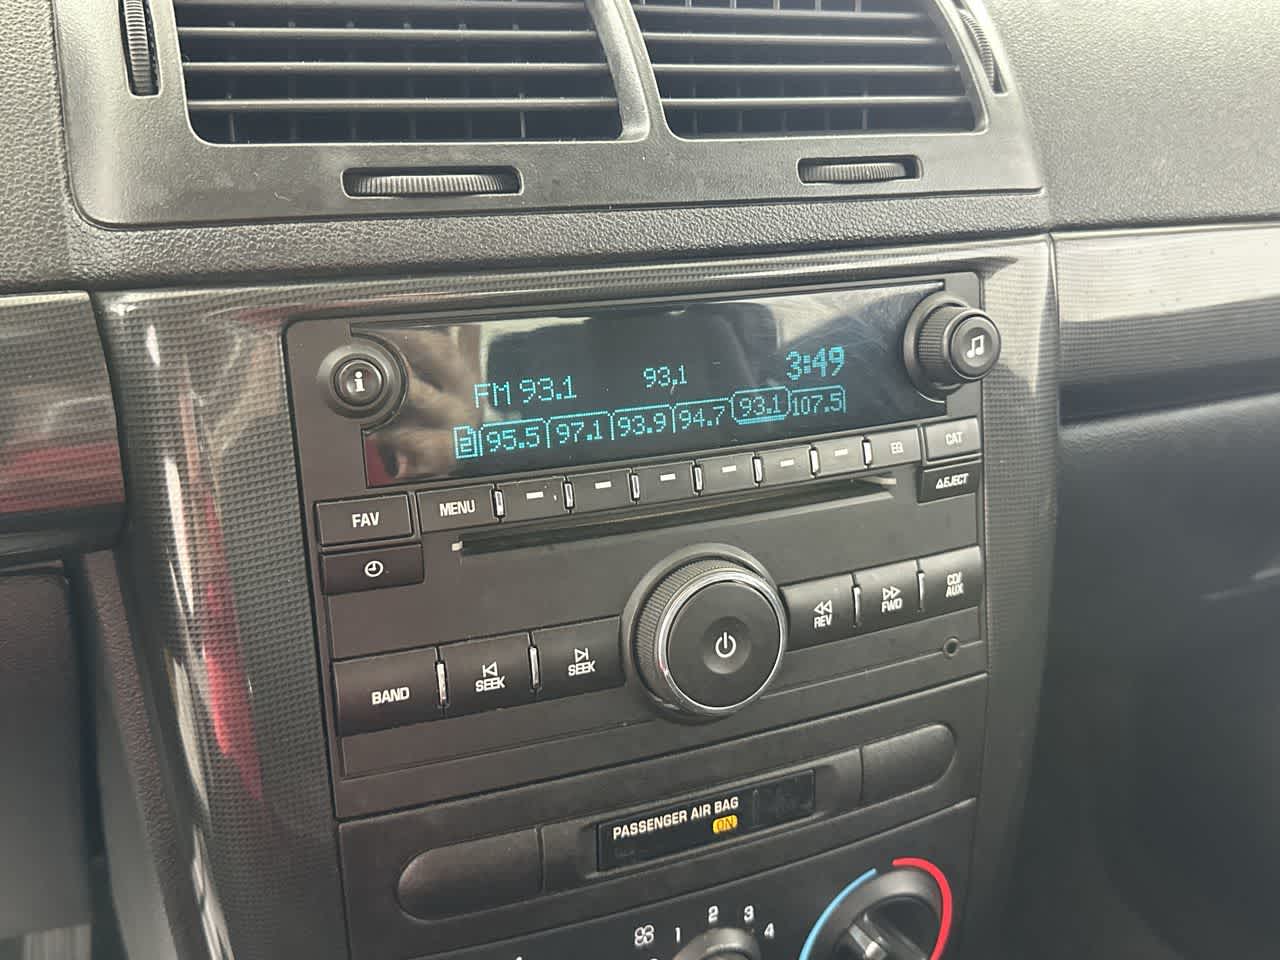 i
FM 93.1 93.1 3:49
2 95.5 97.1 93.9 94.7 93.1 107.5
FAV MENU EQ CAT
EJECT
REV FWD CD/
AUX
BAND SEEK SEEK
PASSENGER AIR BAG
ON
1 2 3 4